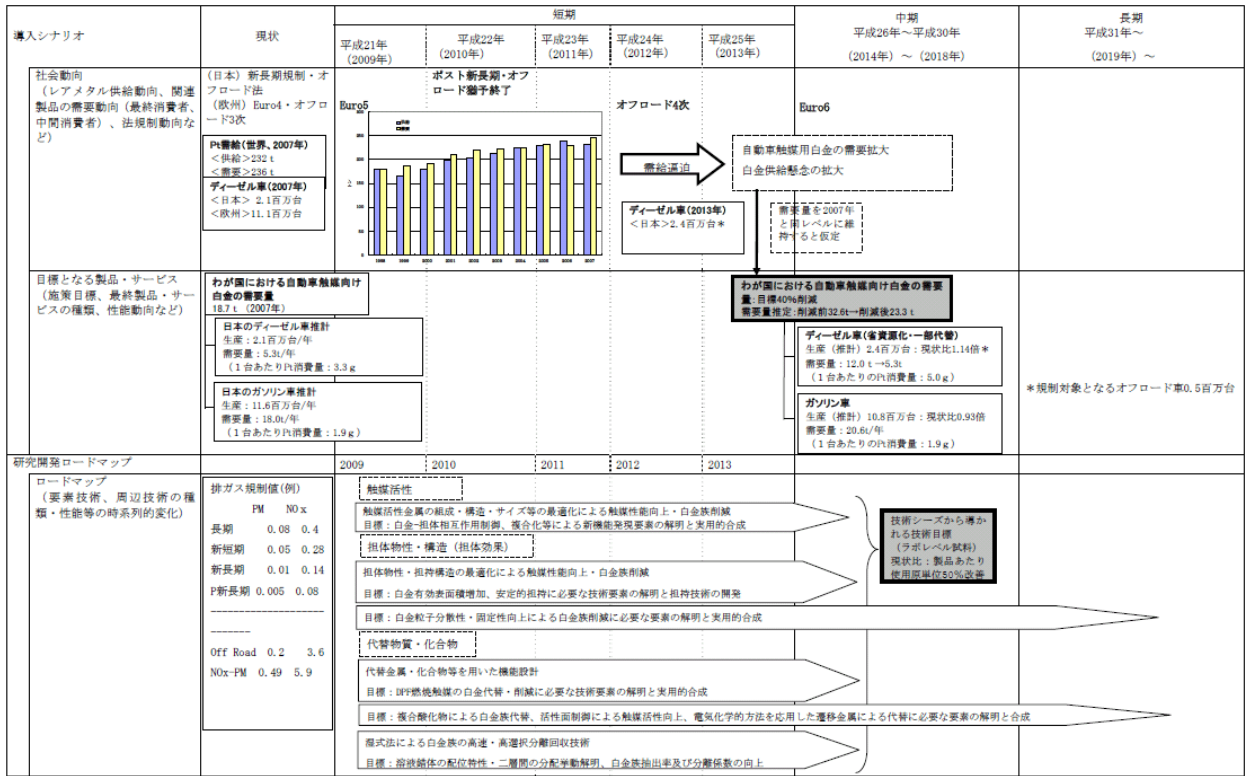 導入シナリオ
現状
短期
中期
平成26年～平成30年
(2014年) ～ (2018年)
長期
平成31年～
(2019年) ～
平成21年
(2009年)
平成22年
(2010年)
平成23年
(2011年)
平成24年
(2012年)
平成25年
(2013年)
社会動向
(レアメタル供給動向、関連
製品の需要動向(最終消費者、
中間消費者)、法規制動向な
ど)
(日本) 新長期規制・オ
フロード法
(欧州) Euro4・オフロ
ード3次
Pt需給(世界、2007年)
＜供給＞232 t
＜需要＞236 t
ディーゼル車(2007年)
＜日本＞ 2.1百万台
＜欧州＞11.1百万台
Euro5
ポスト新長期・オフ
ロード猶予終了
オフロード4次
Euro6
1998 1999 2000 2001 2002 2003 2004 2005 2006 2007
需給逼迫
自動車触媒用白金の需要拡大
白金供給懸念の拡大
ディーゼル車(2013年)
＜日本＞2.4百万台＊
需要量を2007年
と同レベルに維
持すると仮定
目標となる製品・サービス
(施策目標、最終製品・サー
ビスの種類、性能動向など)
わが国における自動車触媒向け
白金の需要量
18.7 t (2007年)
日本のディーゼル車推計
生産：2.1百万台/年
需要量：5.3t/年
(1台あたりPt消費量：3.3 g
日本のガソリン車推計
生産：11.6百万台/年
需要量：18.0t/年
(1台あたりPt消費量：1.9 g)
わが国における自動車触媒向け白金の需要
量：目標40%削減
需要量推定：削減前32.6t→削減後23.3 t
ディーゼル車(省資源化・一部代替)
生産 (推計) 2.4百万台：現状比1.14倍＊
需要量：12.0 t →5.3t
(1台あたりのPt消費量：5.0g)
ガソリン車
生産 (推計) 10.8百万台：現状比0.93倍
需要量：20.6t/年
(1台あたりのPt消費量：1.9 g)
＊規制対象となるオフロード車0.5百万台
研究開発ロードマップ
2009 2010 2011 2012 2013
ロードマップ
(要素技術、周辺技術の種
類・性能等の時系列的変化)
排ガス規制値(例)
PM NOx
長期 0.08 0.4
新短期 0.05 0.28
新長期 0.01 0.14
P新長期 0.005 0.08
---------------------
-------
Off Road 0.2 3.6
NOx-PM 0.49 5.9
触媒活性
触媒活性金属の組成・構造・サイズ等の最適化による触媒性能向上・白金族削減
目標：白金-担体相互作用制御、複合化等による新機能発現要素の解明と実用的合成
担体物性・構造 (担体効果)
担体物性・担持構造の最適化による触媒性能向上・白金族削減
目標：白金有効表面積増加、安定的担持に必要な技術要素の解明と担持技術の開発
目標：白金粒子分散性・固定性向上による白金族削減に必要な要素の解明と実用的合成
代替物質・化合物
代替金属・化合物等を用いた機能設計
目標：DPF燃焼触媒の白金代替・削減に必要な技術要素の解明と実用的合成
目標：複合酸化物による白金族代替、活性面制御による触媒活性向上、電気化学的方法を応用した遷移金属による代替に必要な要素の解明と合成
湿式法による白金族の高速・高選択分離回収技術
目標：溶液錯体の配位特性・二層間の分配挙動解明、白金族抽出率及び分離係数の向上
技術シーズから導か
れる技術目標
(ラボレベル試料)
現状比：製品あたり
使用原単位50%改善